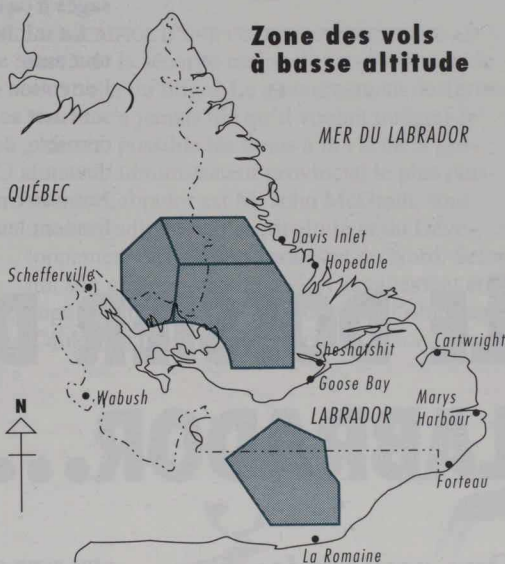 Zone des vols
à basse altitude
MER DU LABRADOR
QUÉBEC
Davis Inlet
Hopedale
Schefferville
Sheshatshit
Cartwright
Goose Bay
Wabush
LABRADOR
Marys
Harbour
N
Forteau
La Romaine